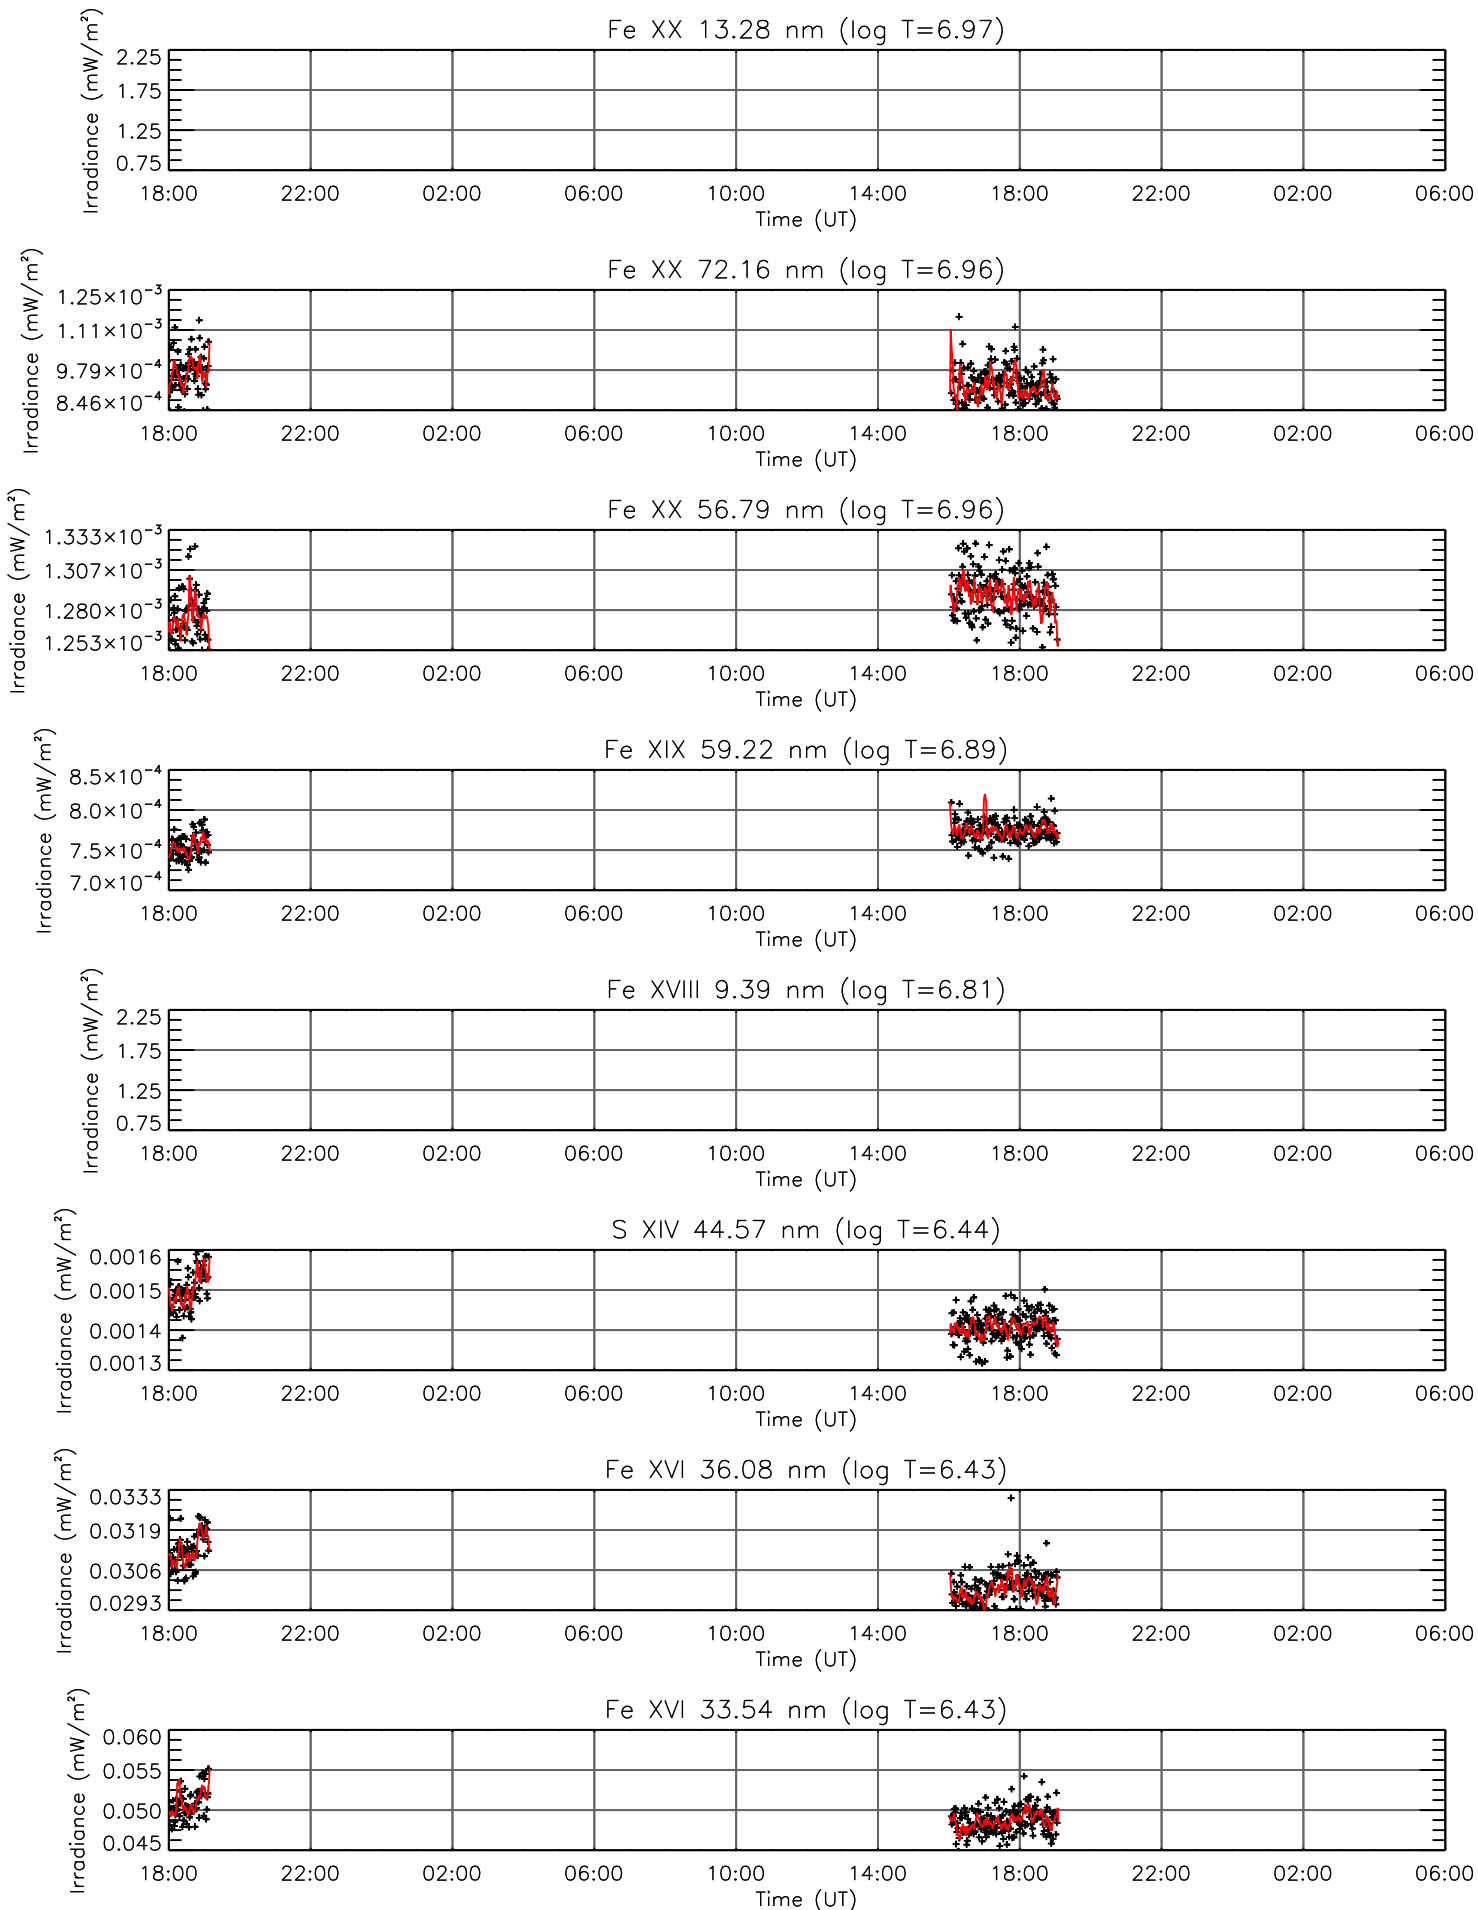 Fe XX 13.28 nm (log T=6.97)
Irradiance (mW/m²)
2.25
1.75
1.25
0.75
18:00 22:00 02:00 06:00 10:00 14:00 18:00 22:00 02:00 06:00
Time (UT)
Fe XX 72.16 nm (log T=6.96)
Irradiance (mW/m²)
1.25×10⁻³
1.11×10⁻³
9.79×10⁻⁴
8.46×10⁻⁴
18:00 22:00 02:00 06:00 10:00 14:00 18:00 22:00 02:00 06:00
Time (UT)
Fe XX 56.79 nm (log T=6.96)
Irradiance (mW/m²)
1.333×10⁻³
1.307×10⁻³
1.280×10⁻³
1.253×10⁻³
18:00 22:00 02:00 06:00 10:00 14:00 18:00 22:00 02:00 06:00
Time (UT)
Fe XIX 59.22 nm (log T=6.89)
Irradiance (mW/m²)
8.5×10⁻⁴
8.0×10⁻⁴
7.5×10⁻⁴
7.0×10⁻⁴
18:00 22:00 02:00 06:00 10:00 14:00 18:00 22:00 02:00 06:00
Time (UT)
Fe XVIII 9.39 nm (log T=6.81)
Irradiance (mW/m²)
2.25
1.75
1.25
0.75
18:00 22:00 02:00 06:00 10:00 14:00 18:00 22:00 02:00 06:00
Time (UT)
S XIV 44.57 nm (log T=6.44)
Irradiance (mW/m²)
0.0016
0.0015
0.0014
0.0013
18:00 22:00 02:00 06:00 10:00 14:00 18:00 22:00 02:00 06:00
Time (UT)
Fe XVI 36.08 nm (log T=6.43)
Irradiance (mW/m²)
0.0333
0.0319
0.0306
0.0293
18:00 22:00 02:00 06:00 10:00 14:00 18:00 22:00 02:00 06:00
Time (UT)
Fe XVI 33.54 nm (log T=6.43)
Irradiance (mW/m²)
0.060
0.055
0.050
0.045
18:00 22:00 02:00 06:00 10:00 14:00 18:00 22:00 02:00 06:00
Time (UT)